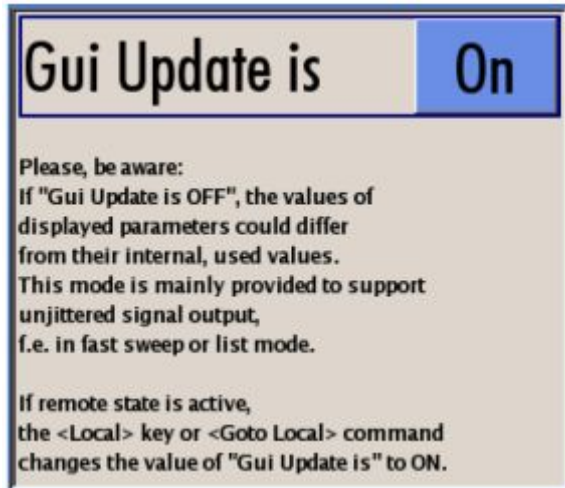 Gui Update is On
Please, be aware:
If "Gui Update is OFF", the values of
displayed parameters could differ
from their internal, used values.
This mode is mainly provided to support
unjittered signal output,
f.e. in fast sweep or list mode.
If remote state is active,
the <Local> key or <Goto Local> command
changes the value of "Gui Update is" to ON.